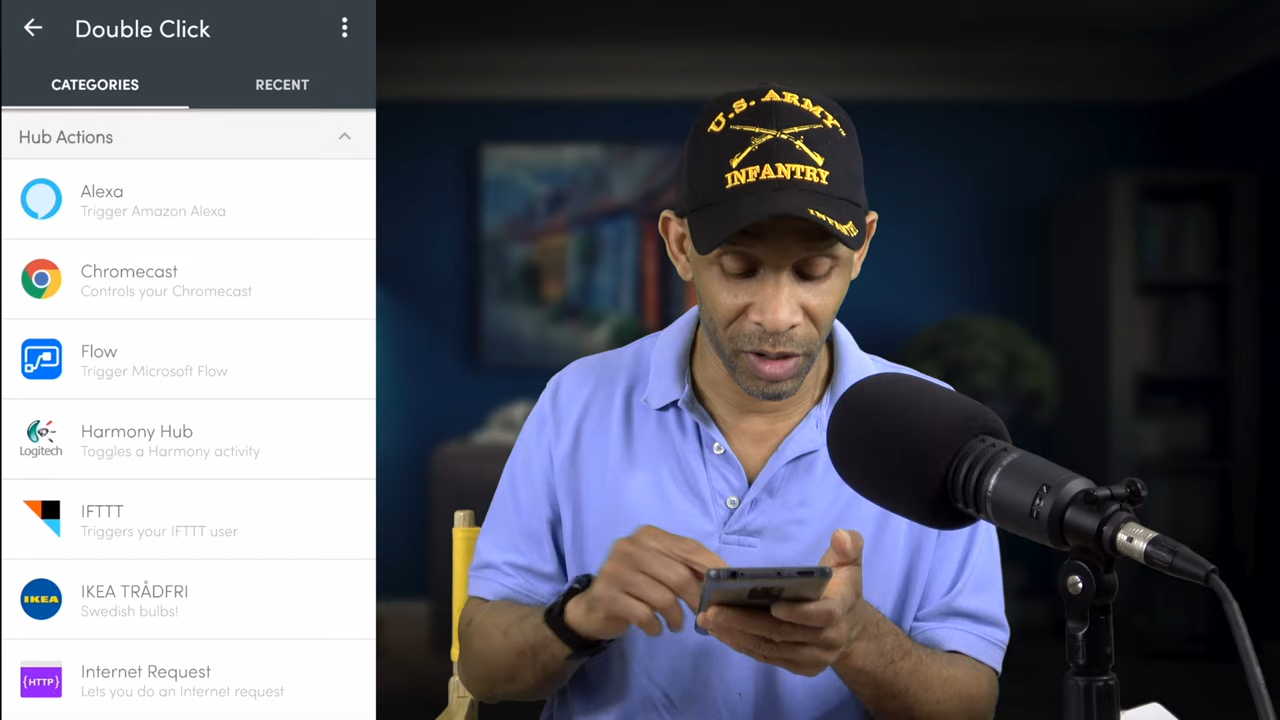 Double Click
CATEGORIES
RECENT
Hub Actions
Alexa
Trigger Amazon Alexa
Chromecast
Controls your Chromecast
Flow
Trigger Microsoft Flow
Logitech
Harmony Hub
Toggles a Harmony activity
IFTTT
Triggers your IFTTT user
IKEA
IKEA TRÅDFRI
Swedish bulbs!
{HTTP}
Internet Request
Lets you do an Internet request
U.S. ARMY
INFANTRY
INFANTRY